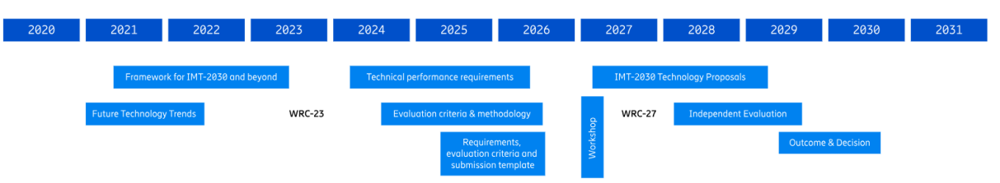 2020 2021 2022 2023 2024 2025 2026 2027 2028 2029 2030 2031
Framework for IMT-2030 and beyond
Technical performance requirements
IMT-2030 Technology Proposals
Future Technology Trends
WRC-23
Evaluation criteria & methodology
Workshop
WRC-27
Independent Evaluation
Requirements,
evaluation criteria and
submission template
Outcome & Decision